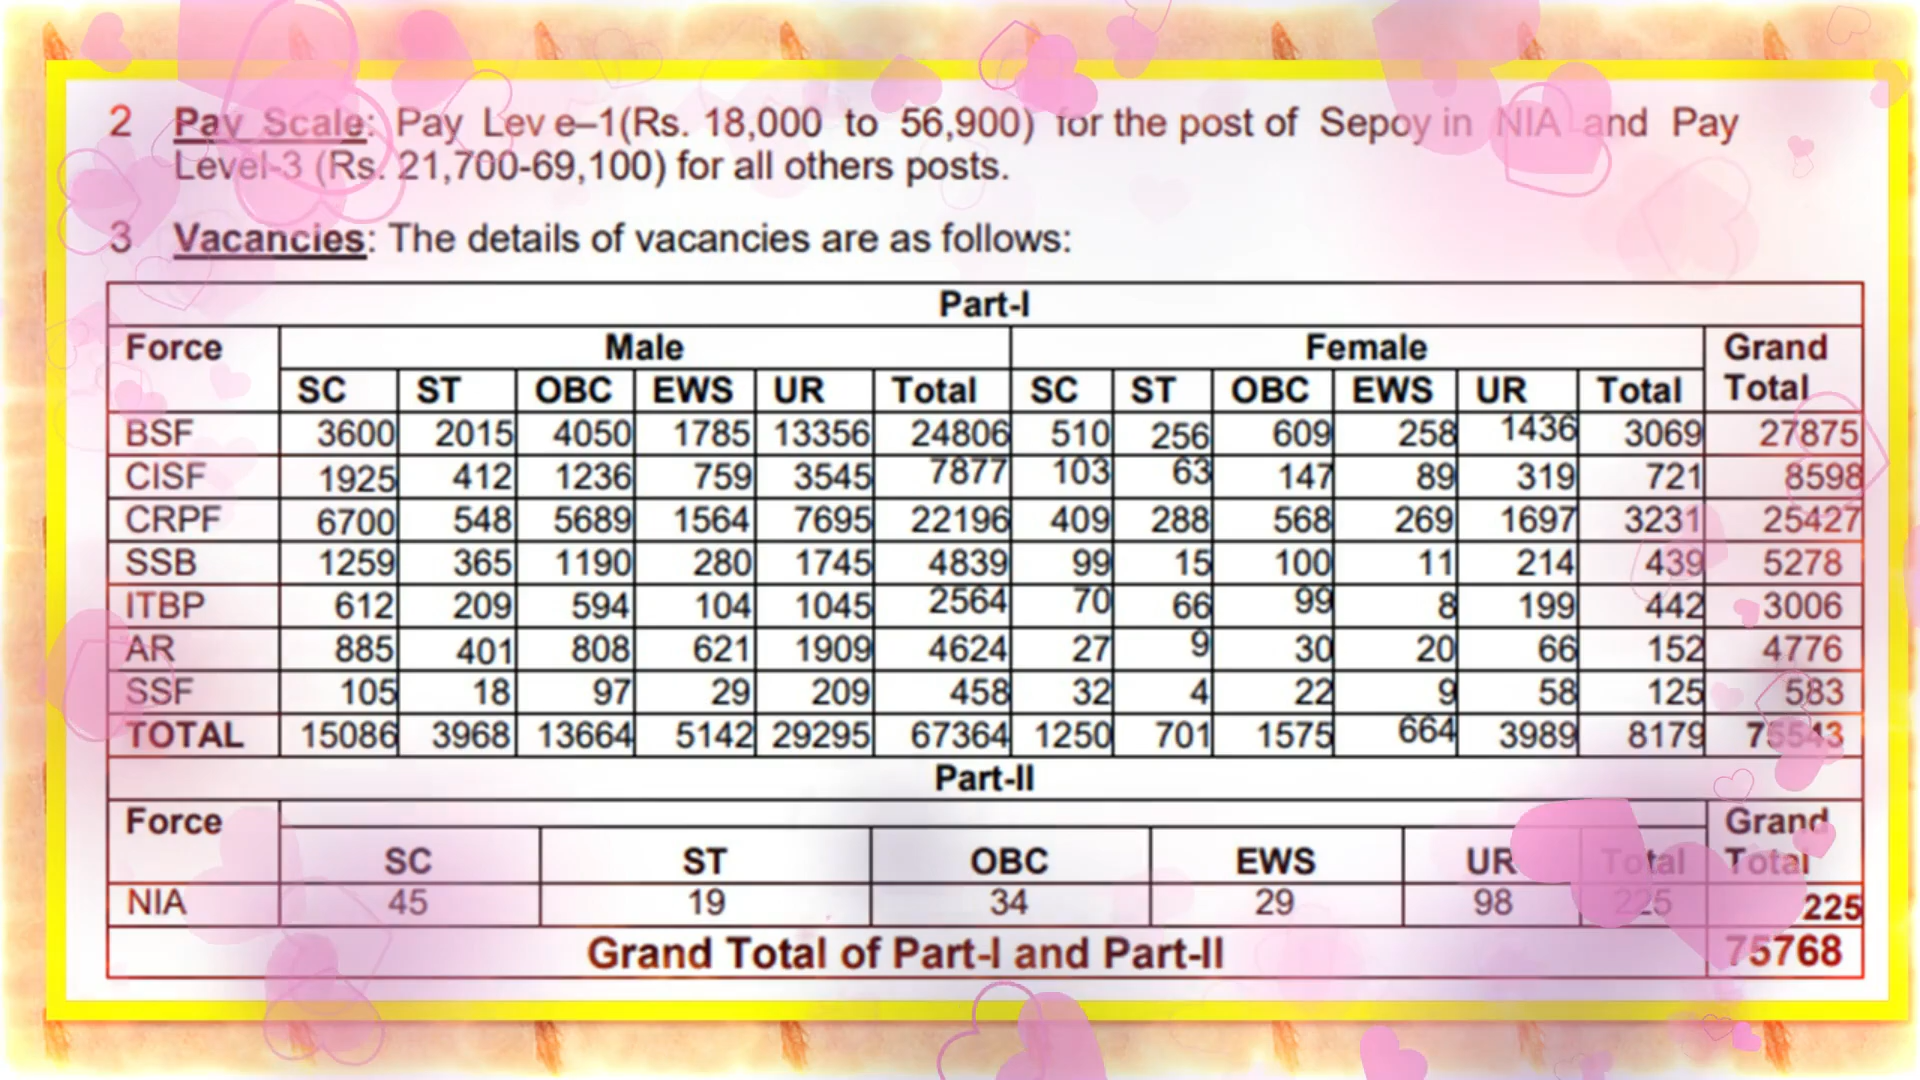 2 Pay Scale: Pay Lev e–1(Rs. 18,000 to 56,900) for the post of Sepoy in NIA and Pay
Level-3 (Rs. 21,700-69,100) for all others posts.
3 Vacancies: The details of vacancies are as follows:
Part-I
Force Male Female Grand Total
SC ST OBC EWS UR Total SC ST OBC EWS UR Total
BSF 3600 2015 4050 1785 13356 24806 510 256 609 258 1436 3069 27875
CISF 1925 412 1236 759 3545 7877 103 63 147 89 319 721 8598
CRPF 6700 548 5689 1564 7695 22196 409 288 568 269 1697 3231 25427
SSB 1259 365 1190 280 1745 4839 99 15 100 11 214 439 5278
ITBP 612 209 594 104 1045 2564 70 66 99 8 199 442 3006
AR 885 401 808 621 1909 4624 27 9 30 20 66 152 4776
SSF 105 18 97 29 209 458 32 4 22 9 58 125 583
TOTAL 15086 3968 13664 5142 29295 67364 1250 701 1575 664 3989 8179 75543
Part-II
Force Grand Total
SC ST OBC EWS UR Total
NIA 45 19 34 29 98 225 225
Grand Total of Part-I and Part-II 75768